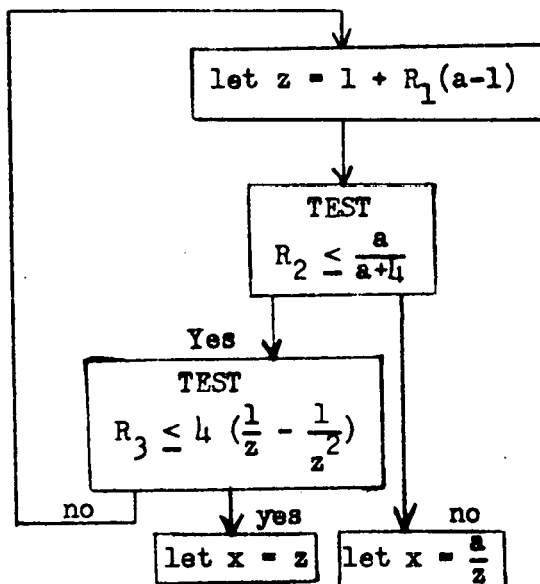 let z = 1 + R₁(a-1)
TEST
R₂ ≤ a/(a+4)
Yes
TEST
R₃ ≤ 4 (1/z - 1/z²)
no
yes
no
let x = z
let x = a/z